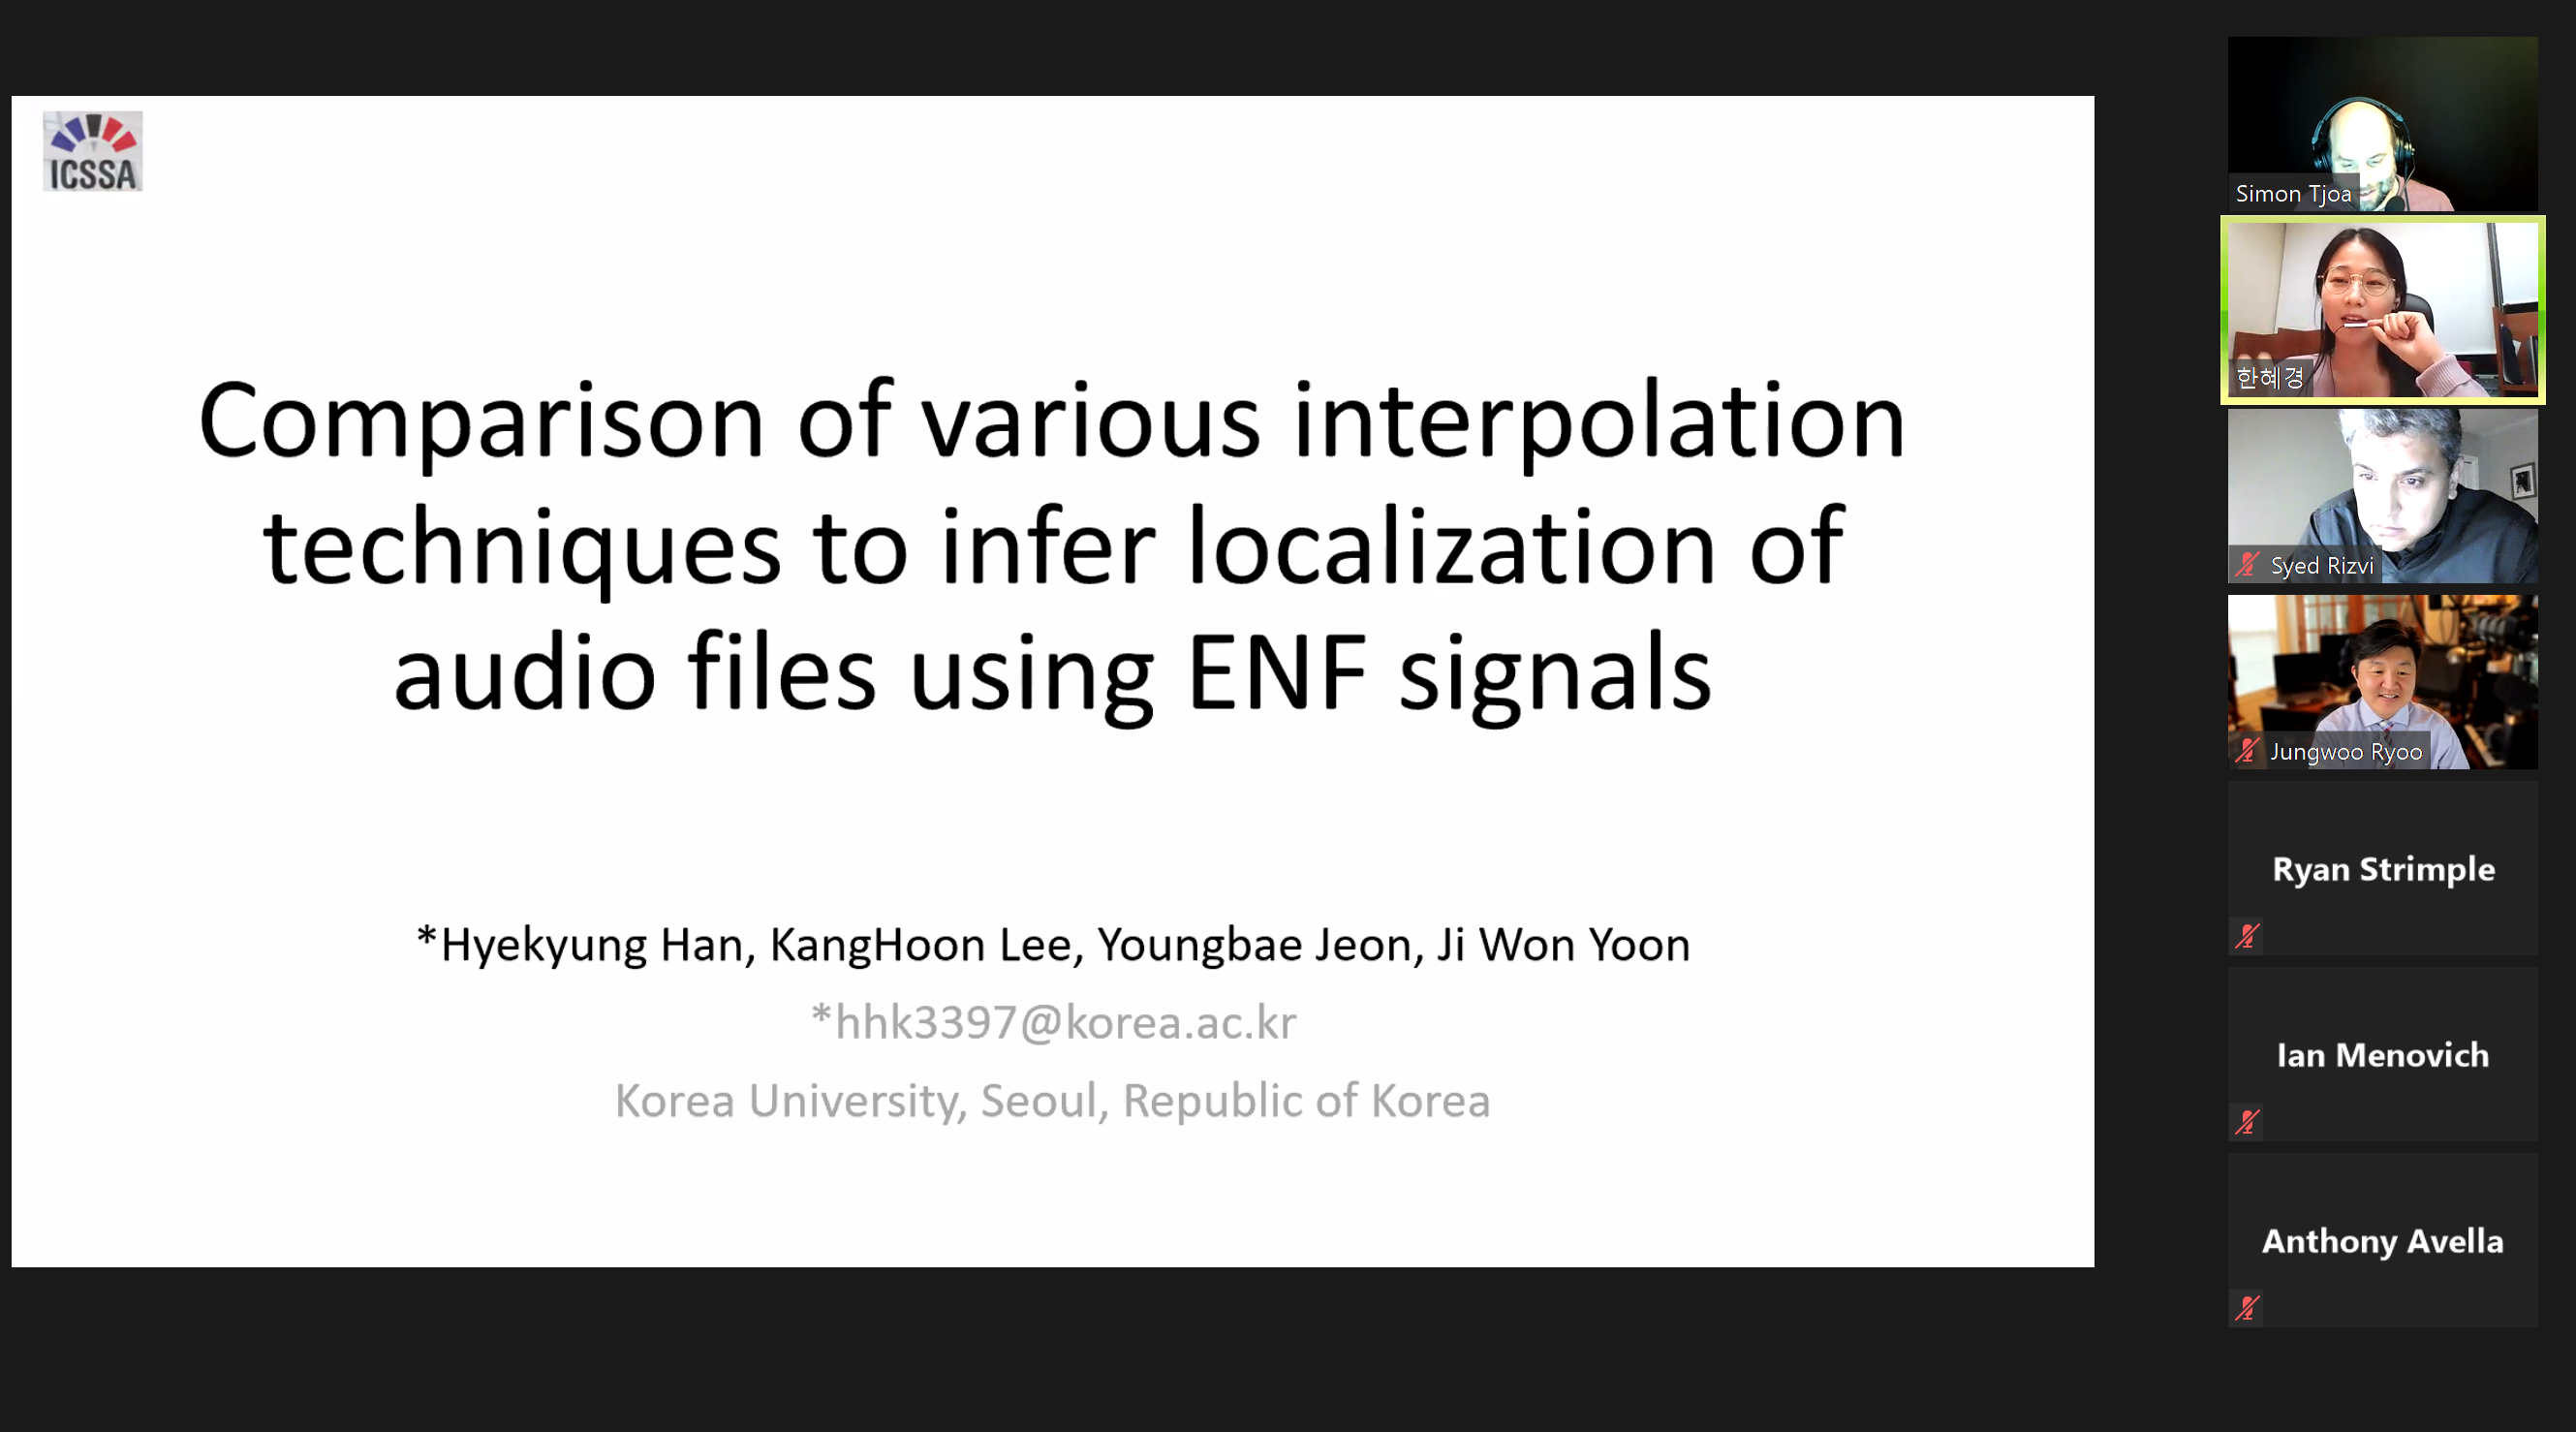 ICSSA
Comparison of various interpolation
techniques to infer localization of
audio files using ENF signals
*Hyekyung Han, KangHoon Lee, Youngbae Jeon, Ji Won Yoon
*hhk3397@korea.ac.kr
Korea University, Seoul, Republic of Korea
Simon Tjoa
한혜경
Syed Rizvi
Jungwoo Ryoo
Ryan Strimple
Ian Menovich
Anthony Avella